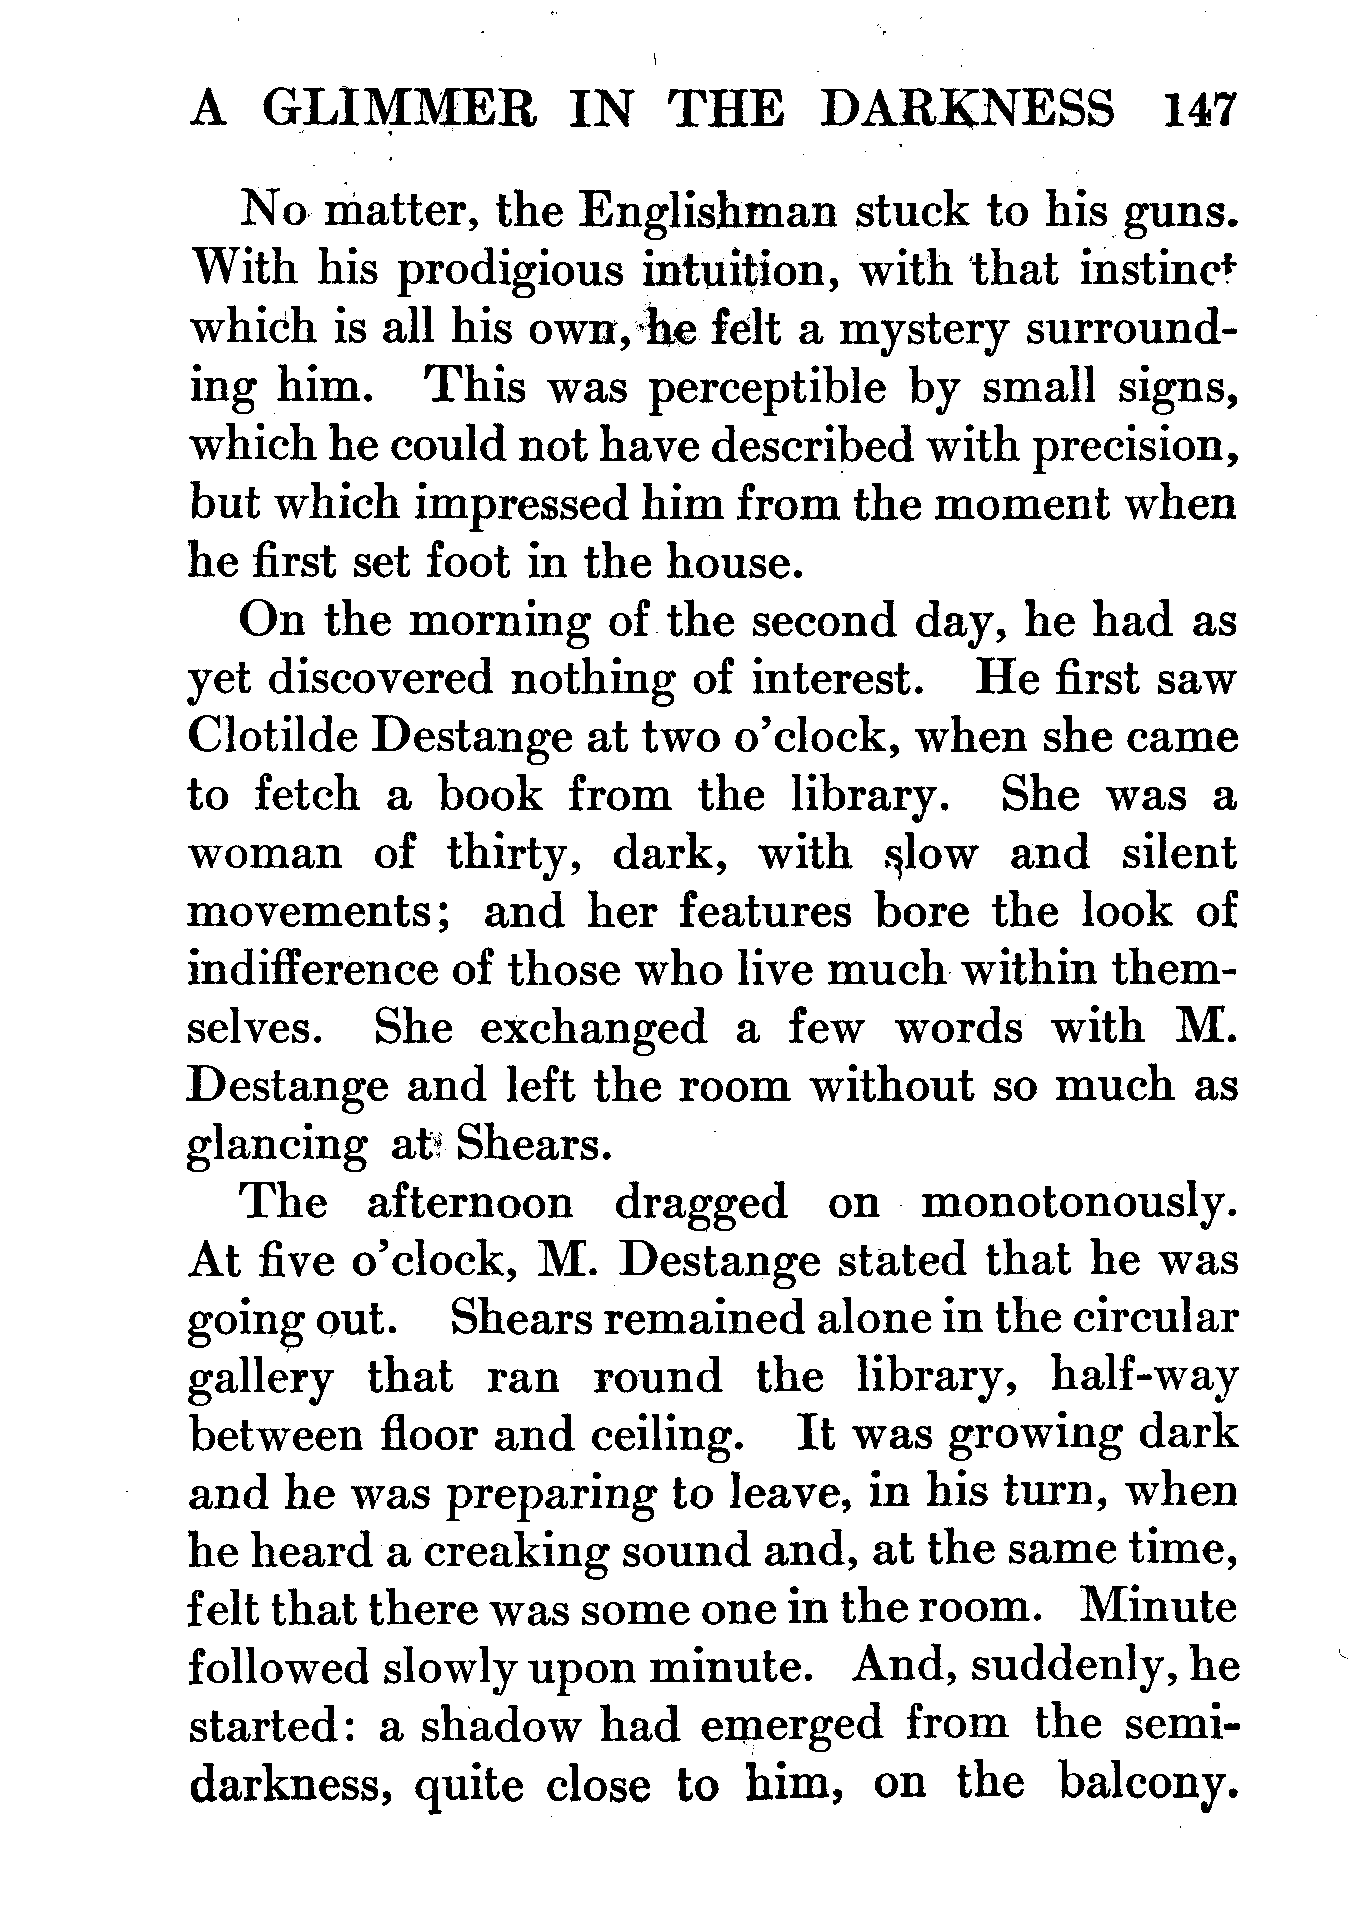 A GLIMMER IN THE DARKNESS 147
No matter, the Englishman stuck to his guns.
With his prodigious intuition, with that instinct
which is all his own, he felt a mystery surround-
ing him. This was perceptible by small signs,
which he could not have described with precision,
but which impressed him from the moment when
he first set foot in the house.
On the morning of the second day, he had as
yet discovered nothing of interest. He first saw
Clotilde Destange at two o'clock, when she came
to fetch a book from the library. She was a
woman of thirty, dark, with slow and silent
movements; and her features bore the look of
indifference of those who live much within them-
selves. She exchanged a few words with M.
Destange and left the room without so much as
glancing at Shears.
The afternoon dragged on monotonously.
At five o'clock, M. Destange stated that he was
going out. Shears remained alone in the circular
gallery that ran round the library, half-way
between floor and ceiling. It was growing dark
and he was preparing to leave, in his turn, when
he heard a creaking sound and, at the same time,
felt that there was some one in the room. Minute
followed slowly upon minute. And, suddenly, he
started: a shadow had emerged from the semi-
darkness, quite close to him, on the balcony.